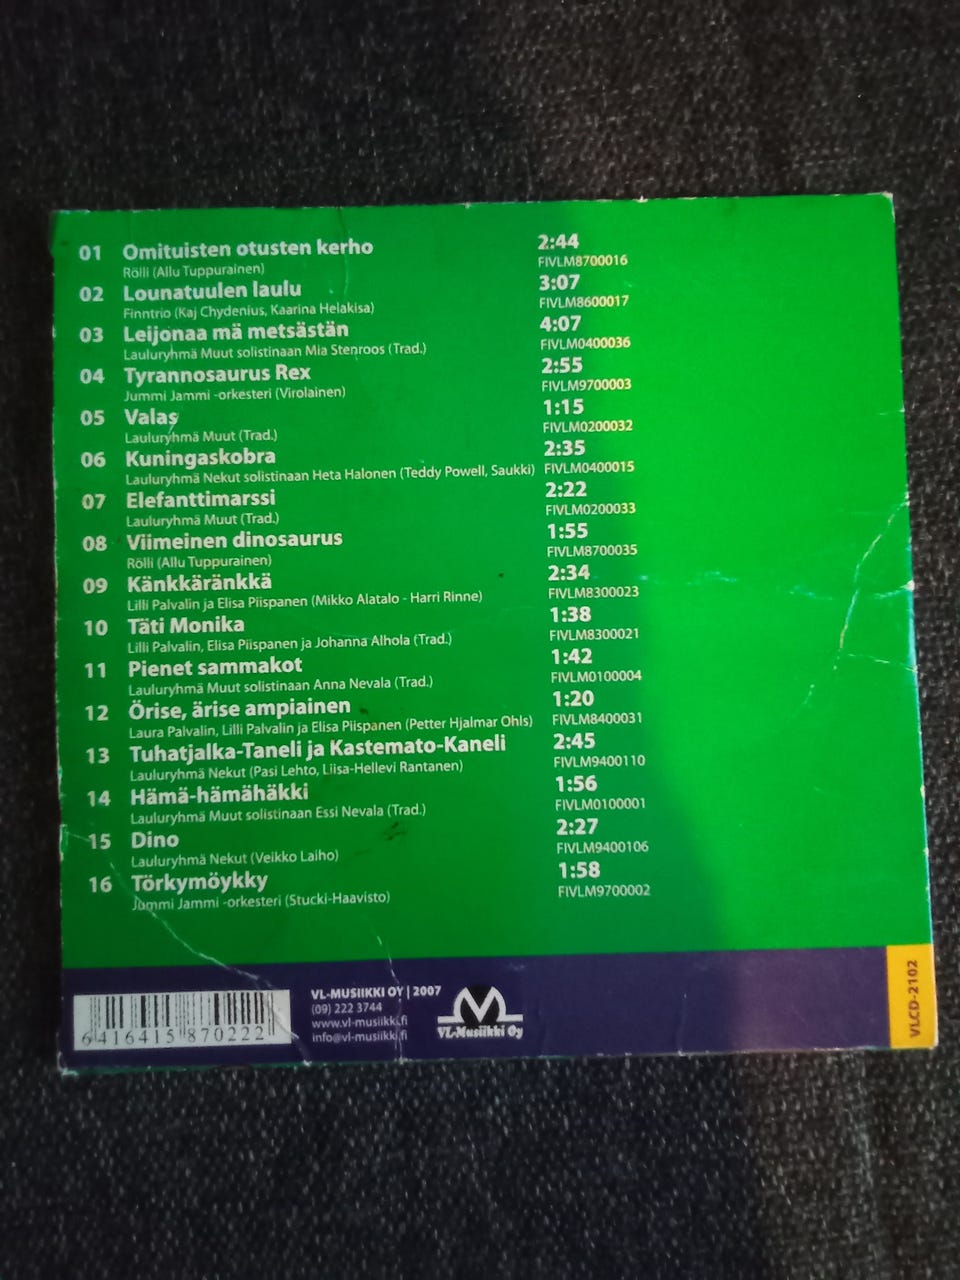 01 Omituisten otusten kerho 2:44
Rölli (Allu Tuppurainen) FIVLM8700016
02 Lounatuulen laulu 3:07
Finntrio (Kaj Chydenius, Kaarina Helakisa) FIVLM8600017
03 Leijonaa mä metsästän 4:07
Lauluryhmä Muut solistinaan Mia Stenroos (Trad.) FIVLM0400036
04 Tyrannosaurus Rex 2:55
Jummi Jammi -orkesteri (Virolainen) FIVLM9700003
05 Valas 1:15
Lauluryhmä Muut (Trad.) FIVLM0200032
06 Kuningaskobra 2:35
Lauluryhmä Nekut solistinaan Heta Halonen (Teddy Powell, Saukki) FIVLM0400015
07 Elefanttimarssi 2:22
Lauluryhmä Muut (Trad.) FIVLM0200033
08 Viimeinen dinosaurus 1:55
Rölli (Allu Tuppurainen) FIVLM8700035
09 Känkkäränkkä 2:34
Lilli Palvalin ja Elisa Piispanen (Mikko Alatalo - Harri Rinne) FIVLM8300023
10 Täti Monika 1:38
Lilli Palvalin, Elisa Piispanen ja Johanna Alhola (Trad.) FIVLM8300021
11 Pienet sammakot 1:42
Lauluryhmä Muut solistinaan Anna Nevala (Trad.) FIVLM0100004
12 Örise, ärise ampiainen 1:20
Laura Palvalin, Lilli Palvalin ja Elisa Piispanen (Petter Hjalmar Ohls) FIVLM8400031
13 Tuhatjalka-Taneli ja Kastemato-Kaneli 2:45
Lauluryhmä Nekut (Pasi Lehto, Liisa-Hellevi Rantanen) FIVLM9400110
14 Hämä-hämähäkki 1:56
Lauluryhmä Muut solistinaan Essi Nevala (Trad.) FIVLM0100001
15 Dino 2:27
Lauluryhmä Nekut (Veikko Laiho) FIVLM9400106
16 Törkymöykky 1:58
Jummi Jammi -orkesteri (Stucki-Haavisto) FIVLM9700002
VL-MUSIIKKI OY | 2007
(09) 222 3744
www.vl-musiikki.fi
info@vl-musiikki.fi
VL-Musiikki Oy
6 416415 870222
VLCD-2102